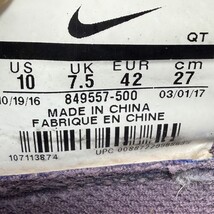 QT
US UK EUR cm
10 7.5 42 27
10/19/16 849557-500 03/01/17
MADE IN CHINA
FABRIQUE EN CHINE
UPC